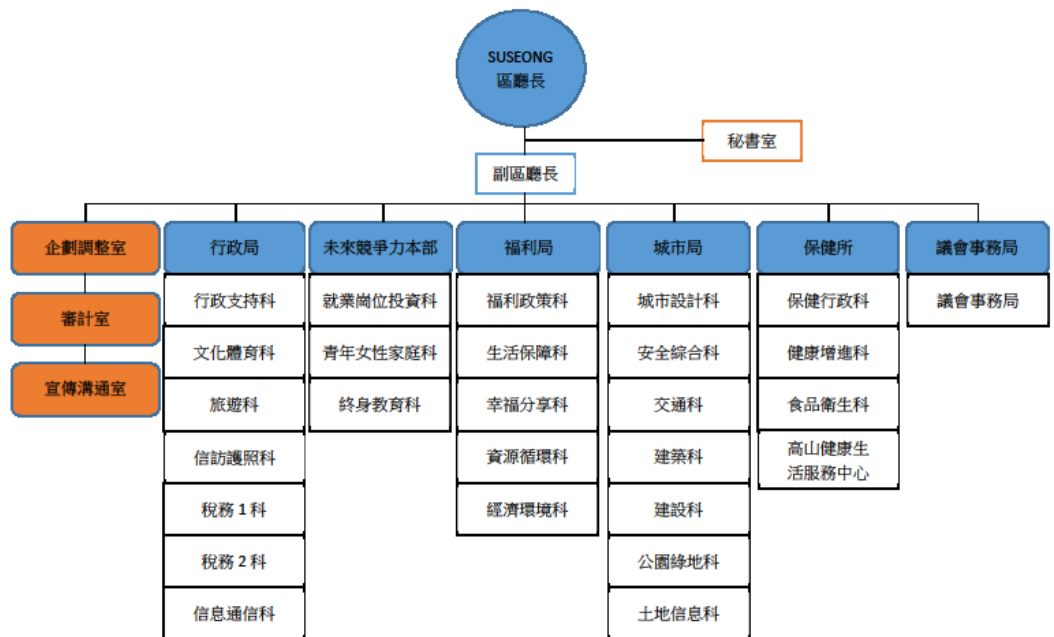 SUSEONG
區廳長
秘書室
副區廳長
企劃調整室
審計室
宣傳溝通室
行政局
行政支持科
文化體育科
旅遊科
信訪護照科
稅務 1 科
稅務 2 科
信息通信科
未來競爭力本部
就業崗位投資科
青年女性家庭科
終身教育科
福利局
福利政策科
生活保障科
幸福分享科
資源循環科
經濟環境科
城市局
城市設計科
安全綜合科
交通科
建築科
建設科
公園綠地科
土地信息科
保健所
保健行政科
健康增進科
食品衛生科
高山健康生
活服務中心
議會事務局
議會事務局